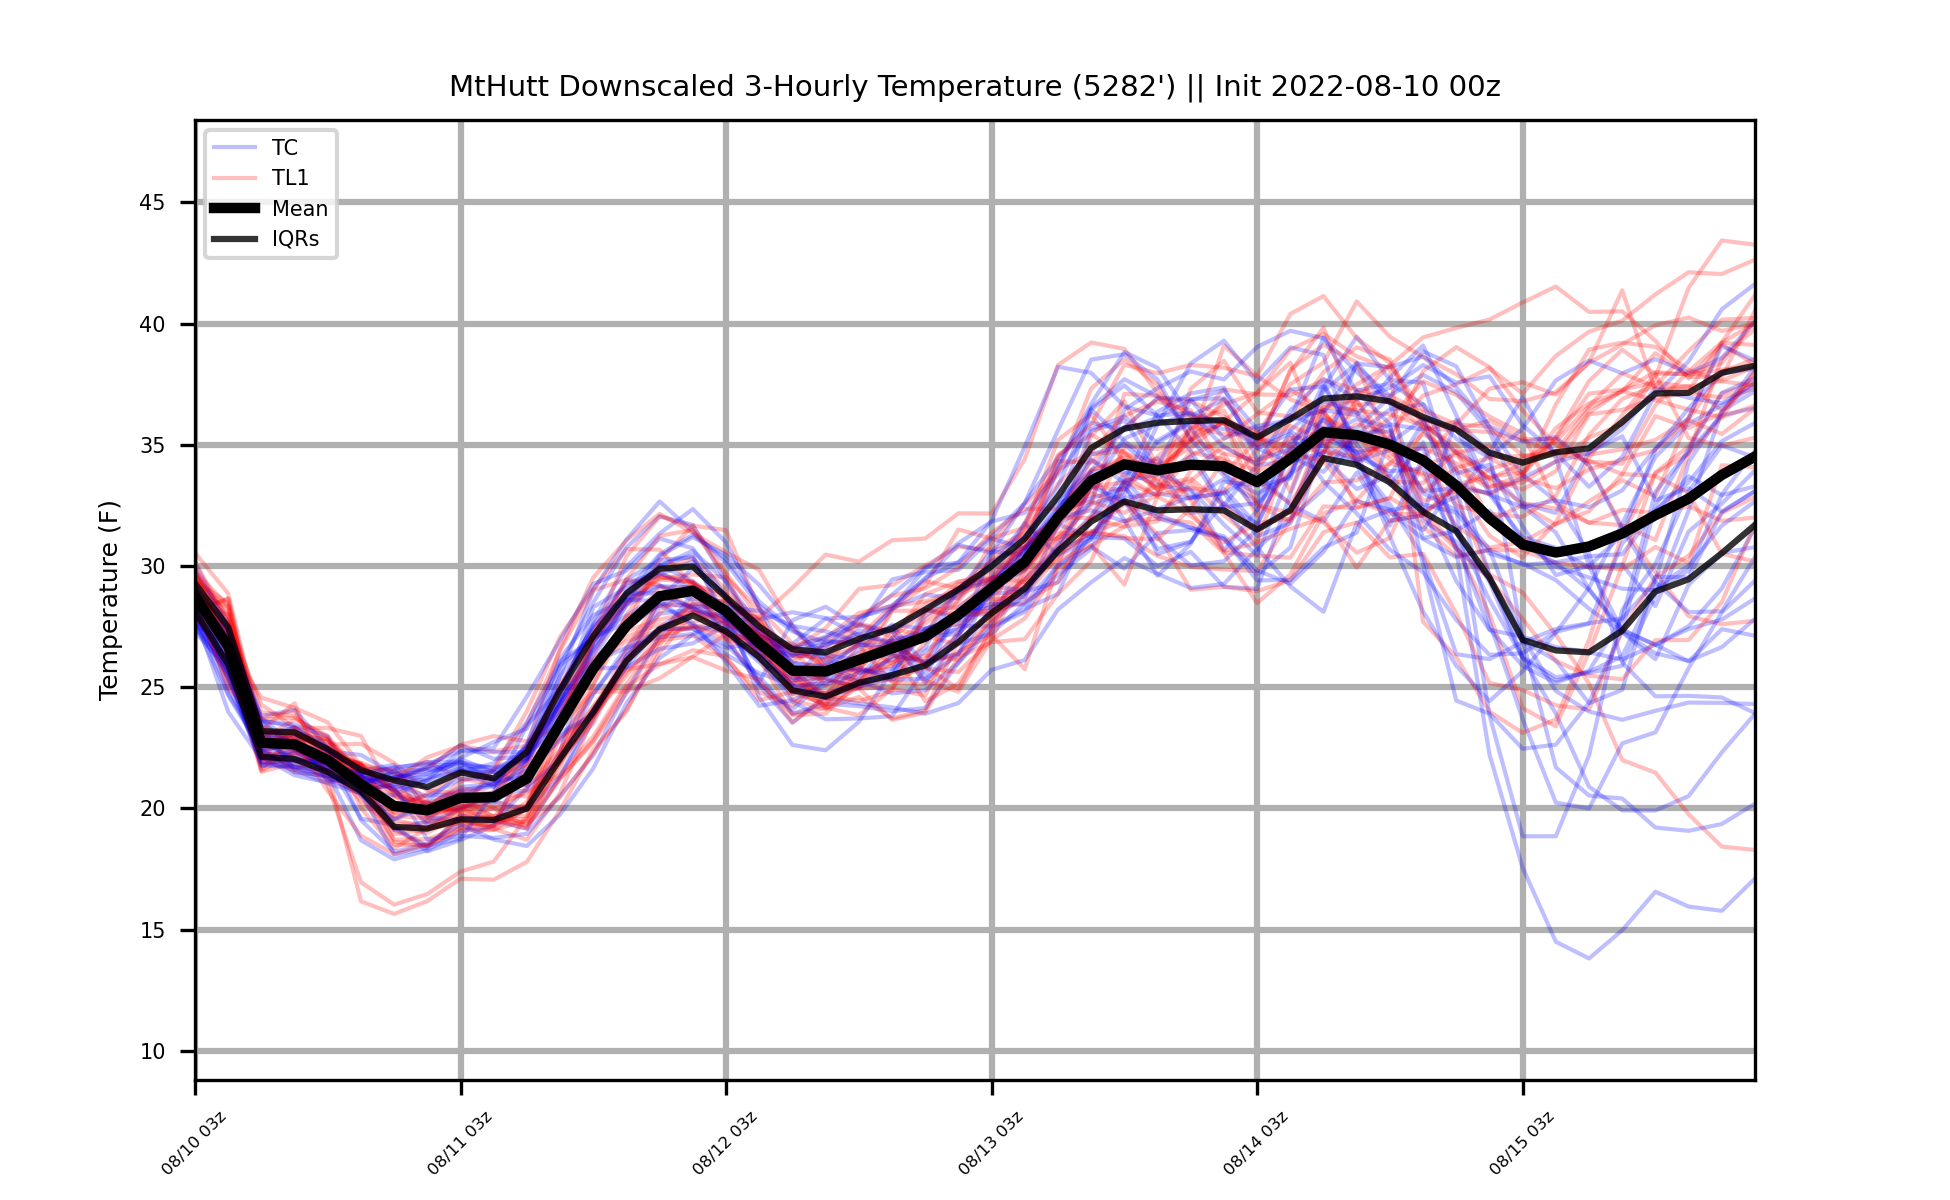 MtHutt Downscaled 3-Hourly Temperature (5282') || Init 2022-08-10 00z
TC
TL1
Mean
IQRs
Temperature (F)
45
40
35
30
25
20
15
10
08/10 03z
08/11 03z
08/12 03z
08/13 03z
08/14 03z
08/15 03z